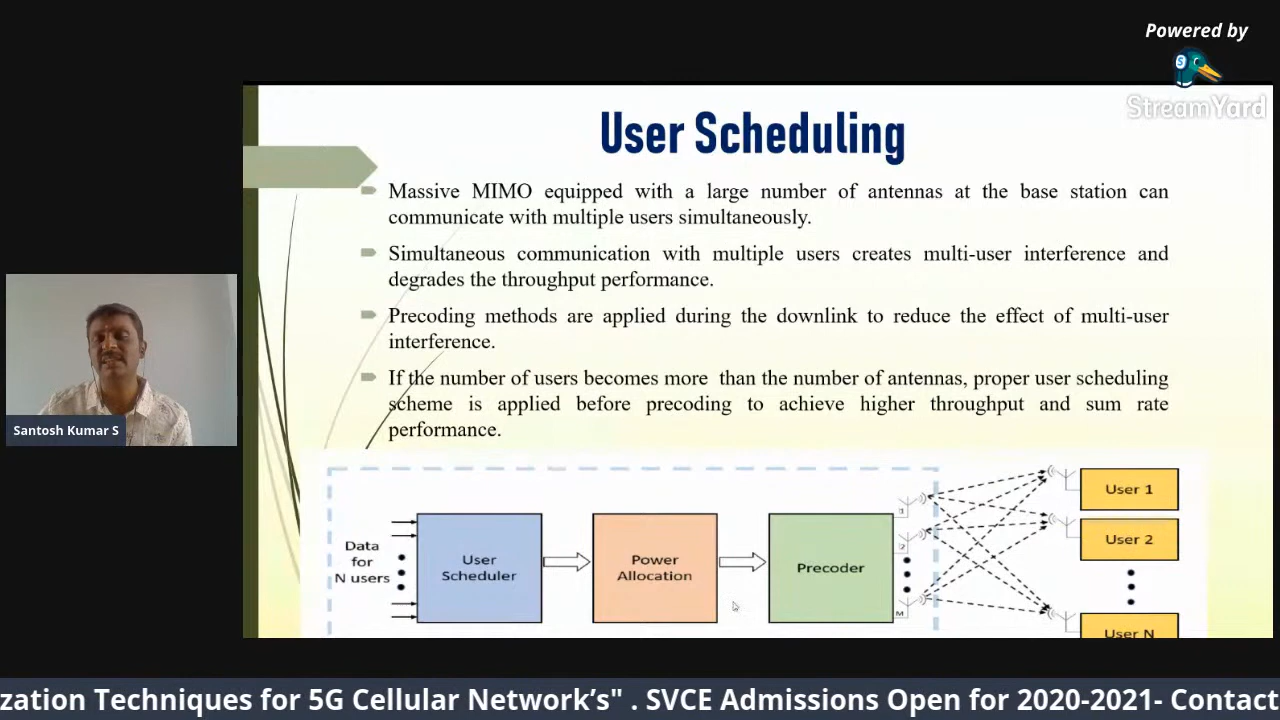 Powered by
StreamYard
User Scheduling
Massive MIMO equipped with a large number of antennas at the base station can
communicate with multiple users simultaneously.
Simultaneous communication with multiple users creates multi-user interference and
degrades the throughput performance.
Precoding methods are applied during the downlink to reduce the effect of multi-user
interference.
If the number of users becomes more than the number of antennas, proper user scheduling
scheme is applied before precoding to achieve higher throughput and sum rate
performance.
Santosh Kumar S
Data
for
N users
User
Scheduler
Power
Allocation
Precoder
1
2
M
User 1
User 2
User N
zation Techniques for 5G Cellular Network’s" . SVCE Admissions Open for 2020-2021- Contact